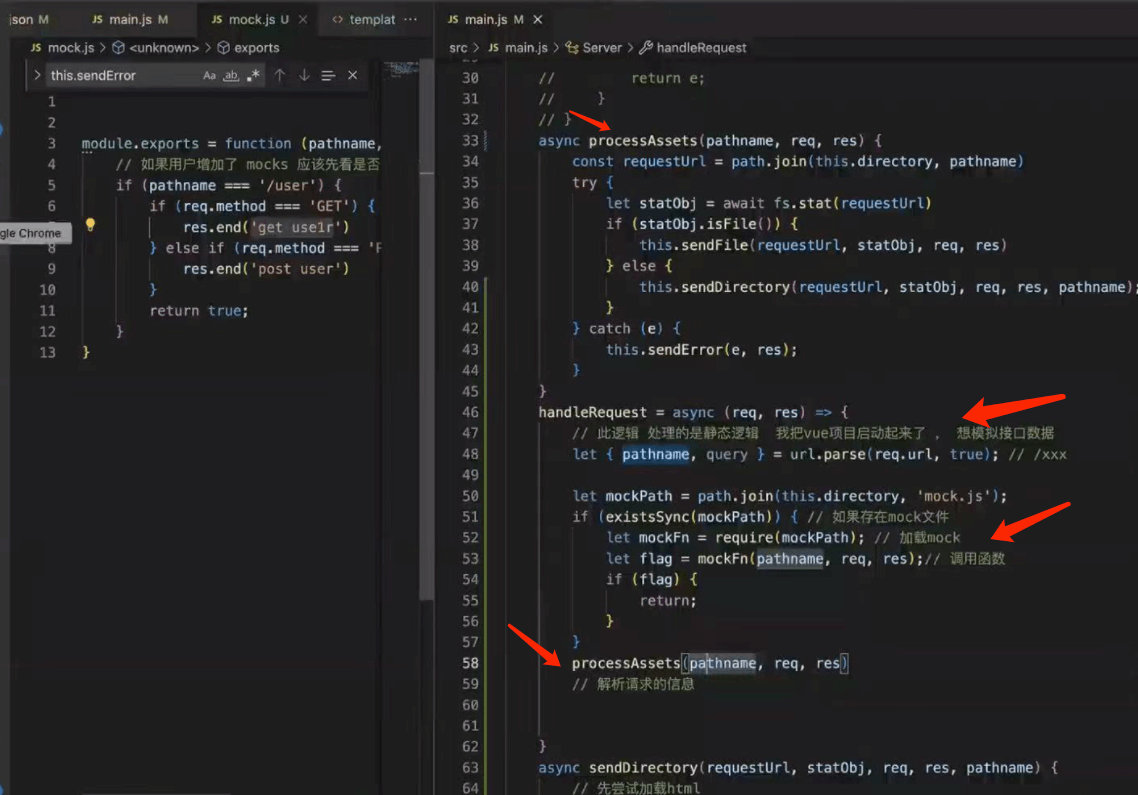 json M
JS main.js M
JS mock.js U ×
<> templat ···
JS mock.js > <unknown> > exports
> this.sendError Aa ab .* ↑ ↓ ×
1
2
3 module.exports = function (pathname,
4 // 如果用户增加了 mocks 应该先看是否
5 if (pathname === '/user') {
6 if (req.method === 'GET') {
res.end('get use1r')
gle Chrome
8 } else if (req.method ===
9 res.end('post user')
10 }
11 return true;
12 }
13 }
JS main.js M ×
src > JS main.js > Server > handleRequest
30 // return e;
31 // }
32 // }
33 async processAssets(pathname, req, res) {
34 const requestUrl = path.join(this.directory, pathname)
35 try {
36 let statObj = await fs.stat(requestUrl)
37 if (statObj.isFile()) {
38 this.sendFile(requestUrl, statObj, req, res)
39 } else {
40 this.sendDirectory(requestUrl, statObj, req, res, pathname);
41 }
42 } catch (e) {
43 this.sendError(e, res);
44 }
45 }
46 handleRequest = async (req, res) => {
47 // 此逻辑 处理的是静态逻辑 我把vue项目启动起来了 , 想模拟接口数据
48 let { pathname, query } = url.parse(req.url, true); // /xxx
49
50 let mockPath = path.join(this.directory, 'mock.js');
51 if (existsSync(mockPath)) { // 如果存在mock文件
52 let mockFn = require(mockPath); // 加载mock
53 let flag = mockFn(pathname, req, res);// 调用函数
54 if (flag) {
55 return;
56 }
57 }
58 processAssets(pathname, req, res)
59 // 解析请求的信息
60
61
62 }
63 async sendDirectory(requestUrl, statObj, req, res, pathname) {
64 // 先尝试加载html